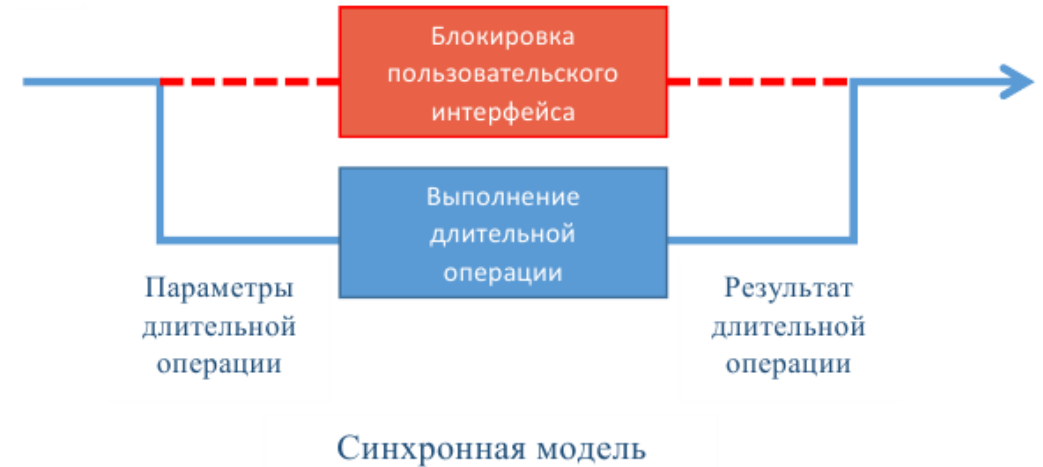 Блокировка
пользовательского
интерфейса
Выполнение
длительной
операции
Параметры
длительной
операции
Результат
длительной
операции
Синхронная модель